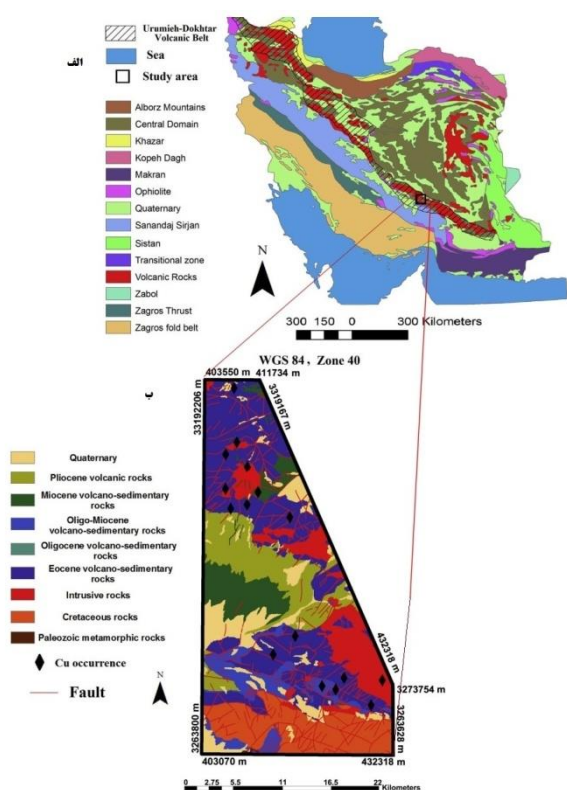 Urumieh-Dokhtar
Volcanic Belt
Sea
Study area
الف
Alborz Mountains
Central Domain
Khazar
Kopeh Dagh
Makran
Ophiolite
Quaternary
Sanandaj Sirjan
Sistan
Transitional zone
Volcanic Rocks
Zabol
Zagros Thrust
Zagros fold belt
N
300 150 0 300 Kilometers
WGS 84, Zone 40
ب
403550 m 411734 m
33192206 m
3319167 m
Quaternary
Pliocene volcanic rocks
Miocene volcano-sedimentary
rocks
Oligo-Miocene
volcano-sedimentary rocks
Oligocene volcano-sedimentary
rocks
Eocene volcano-sedimentary
rocks
Intrusive rocks
Cretaceous rocks
Paleozoic metamorphic rocks
Cu occurrence
Fault
N
432318 m
3273754 m
3263800 m
3263628 m
403070 m
432318 m
0 2.75 5.5 11 16.5 22
Kilometers